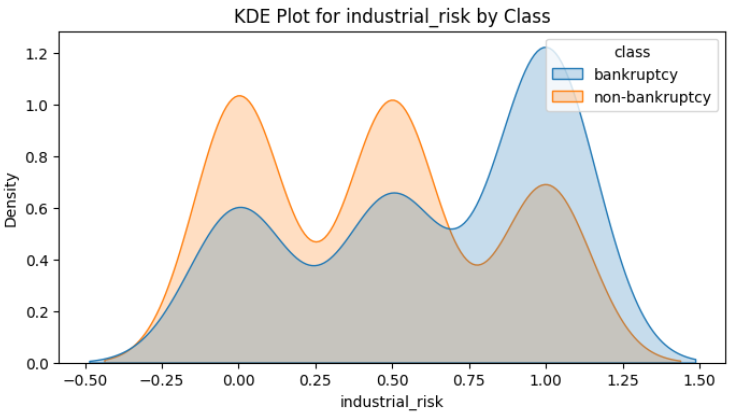 KDE Plot for industrial_risk by Class
class
bankruptcy
non-bankruptcy
Density
1.2
1.0
0.8
0.6
0.4
0.2
0.0
−0.50 −0.25 0.00 0.25 0.50 0.75 1.00 1.25 1.50
industrial_risk